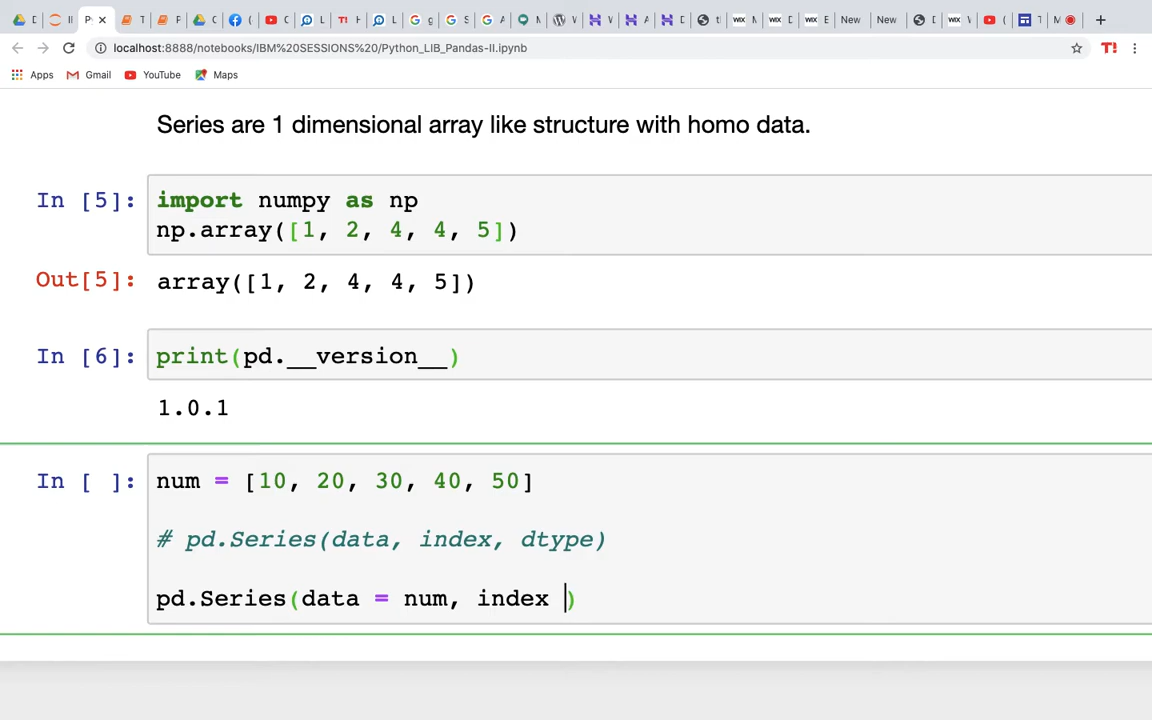 localhost:8888/notebooks/IBM%20SESSIONS%20/Python_LIB_Pandas-II.ipynb
Apps Gmail YouTube Maps
Series are 1 dimensional array like structure with homo data.
In [5]: import numpy as np
np.array([1, 2, 4, 4, 5])
Out[5]: array([1, 2, 4, 4, 5])
In [6]: print(pd.__version__)
1.0.1
In [ ]: num = [10, 20, 30, 40, 50]
# pd.Series(data, index, dtype)
pd.Series(data = num, index )